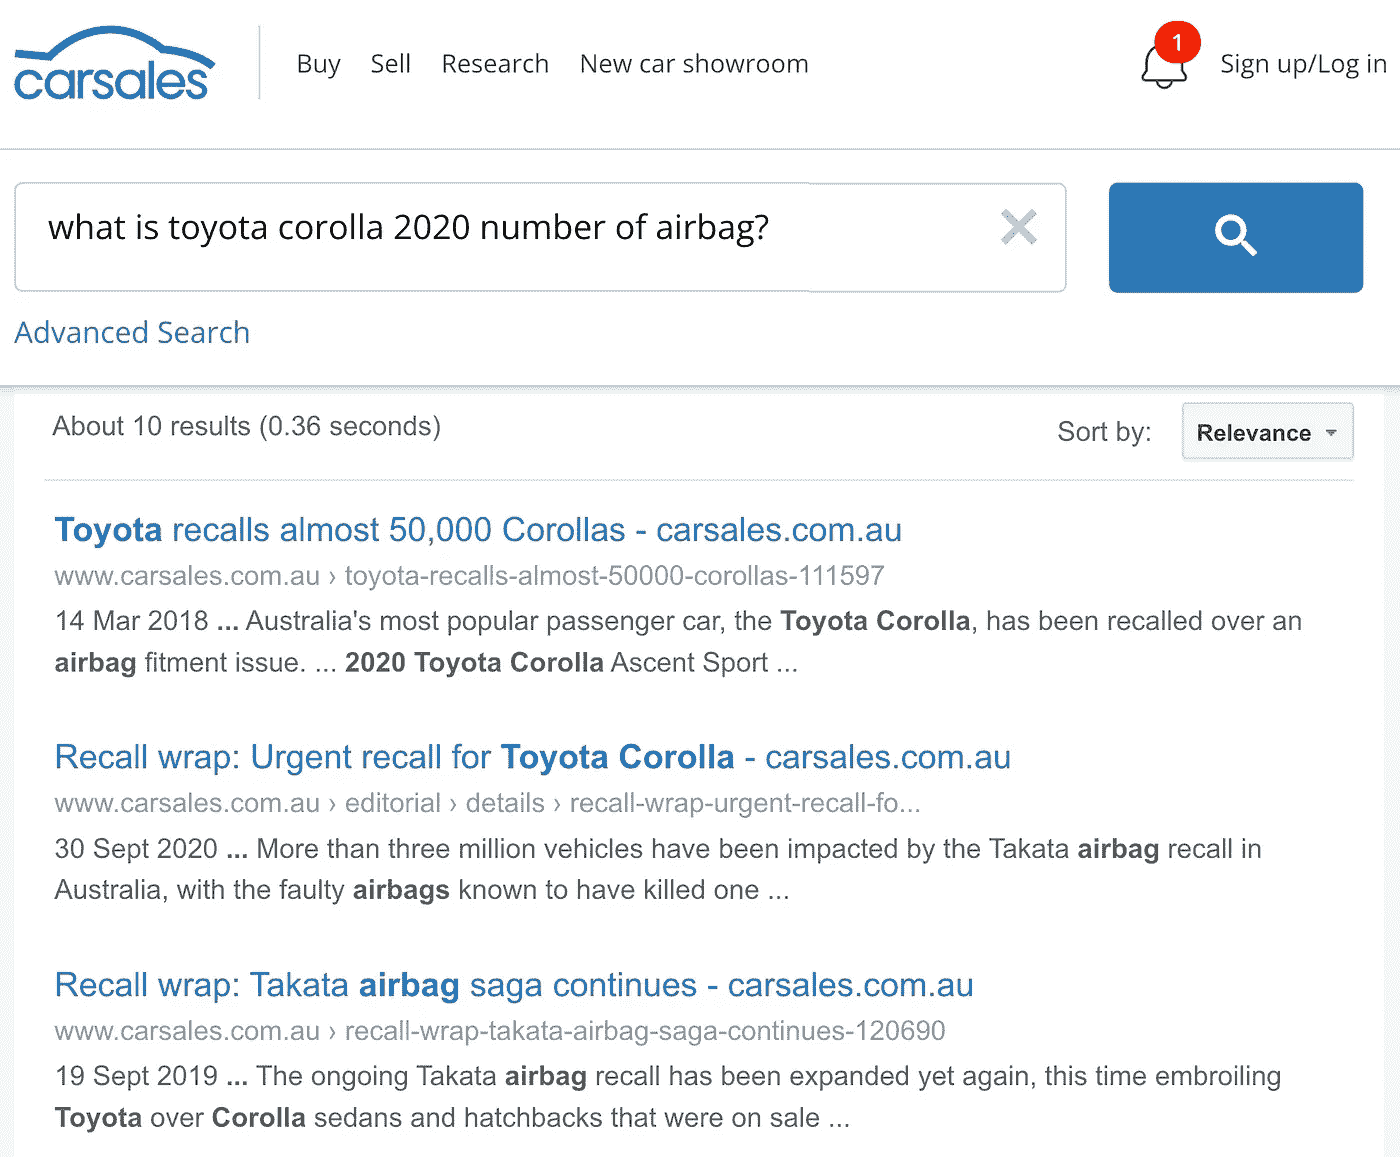 carsales
Buy Sell Research New car showroom
1
Sign up/Log in
what is toyota corolla 2020 number of airbag?
Advanced Search
About 10 results (0.36 seconds)
Sort by: Relevance
Toyota recalls almost 50,000 Corollas - carsales.com.au
www.carsales.com.au › toyota-recalls-almost-50000-corollas-111597
14 Mar 2018 ... Australia's most popular passenger car, the Toyota Corolla, has been recalled over an
airbag fitment issue. ... 2020 Toyota Corolla Ascent Sport ...
Recall wrap: Urgent recall for Toyota Corolla - carsales.com.au
www.carsales.com.au › editorial › details › recall-wrap-urgent-recall-fo...
30 Sept 2020 ... More than three million vehicles have been impacted by the Takata airbag recall in
Australia, with the faulty airbags known to have killed one ...
Recall wrap: Takata airbag saga continues - carsales.com.au
www.carsales.com.au › recall-wrap-takata-airbag-saga-continues-120690
19 Sept 2019 ... The ongoing Takata airbag recall has been expanded yet again, this time embroiling
Toyota over Corolla sedans and hatchbacks that were on sale ...